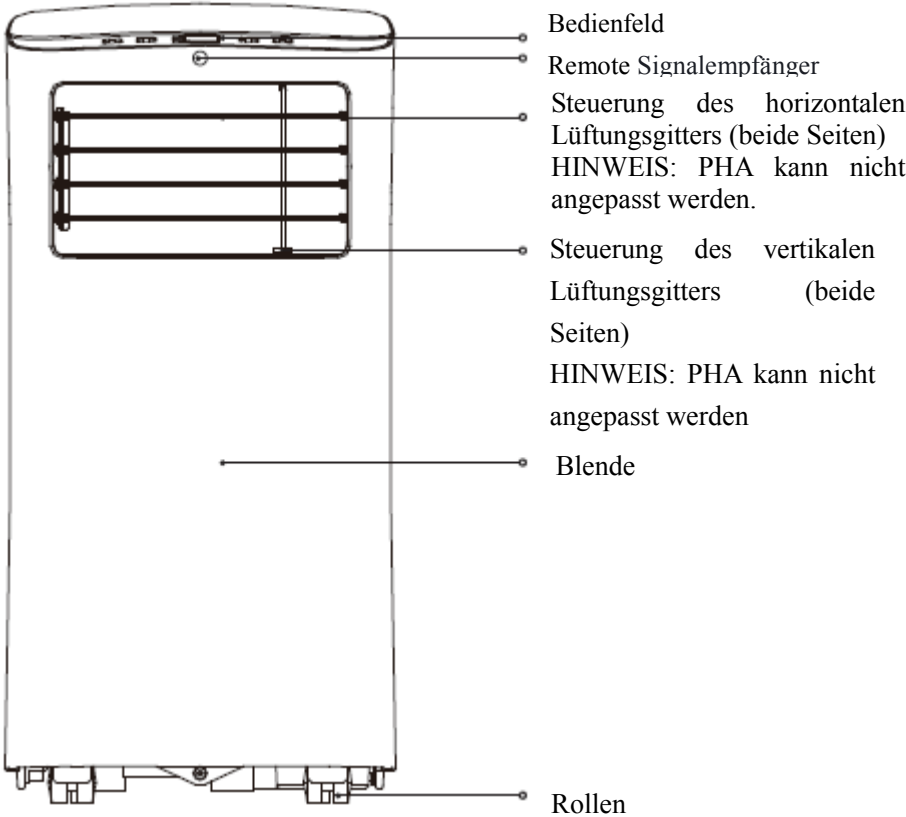 Bedienfeld
Remote Signalempfänger
Steuerung des horizontalen
Lüftungsgitters (beide Seiten)
HINWEIS: PHA kann nicht
angepasst werden.
Steuerung des vertikalen
Lüftungsgitters (beide
Seiten)
HINWEIS: PHA kann nicht
angepasst werden
Blende
Rollen